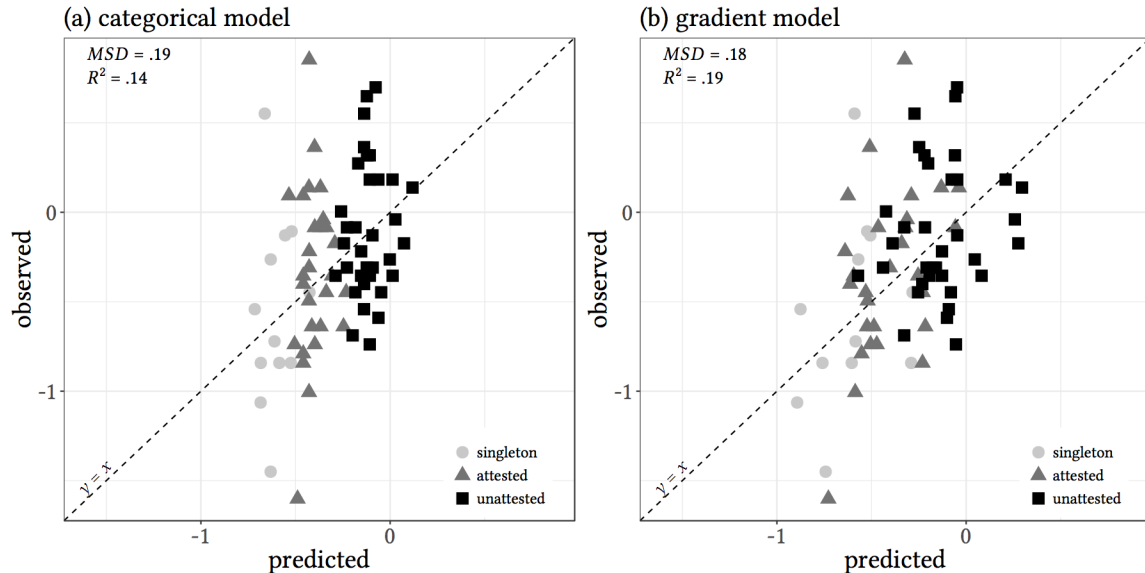 (a) categorical model
MSD = .19
R² = .14
0
-1
observed
y = x
singleton
attested
unattested
-1 0
predicted
(b) gradient model
MSD = .18
R² = .19
0
-1
observed
y = x
singleton
attested
unattested
-1 0
predicted